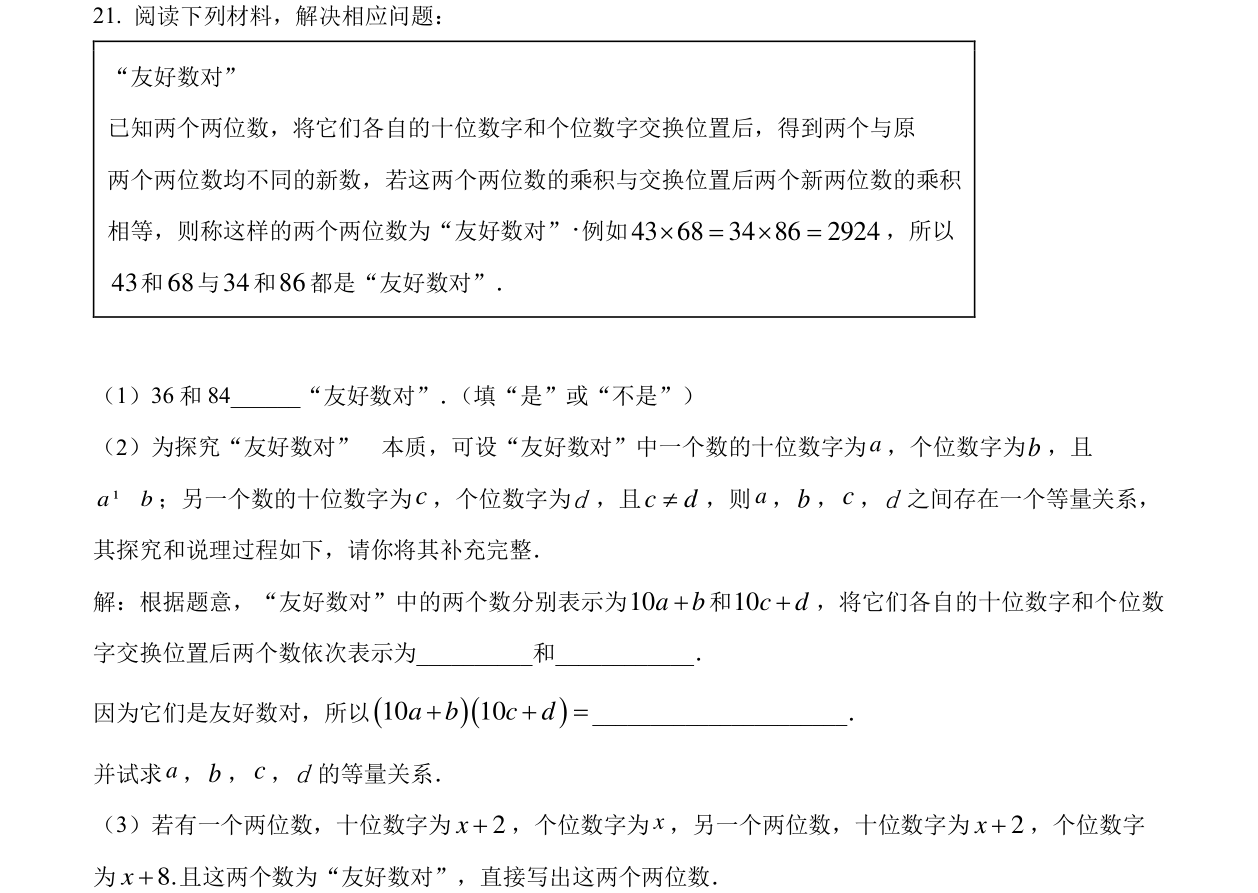 21. 阅读下列材料，解决相应问题：
“友好数对”
已知两个两位数，将它们各自的十位数字和个位数字交换位置后，得到两个与原
两个两位数均不同的新数，若这两个两位数的乘积与交换位置后两个新两位数的乘积
相等，则称这样的两个两位数为“友好数对”·例如43×68=34×86=2924，所以
43和68与34和86都是“友好数对”．
（1）36 和 84______“友好数对”．（填“是”或“不是”）
（2）为探究“友好数对” 本质，可设“友好数对”中一个数的十位数字为a，个位数字为b，且
a¹ b；另一个数的十位数字为c，个位数字为d，且c≠d，则a，b，c，d之间存在一个等量关系，
其探究和说理过程如下，请你将其补充完整．
解：根据题意，“友好数对”中的两个数分别表示为10a+b和10c+d，将它们各自的十位数字和个位数
字交换位置后两个数依次表示为__________和____________．
因为它们是友好数对，所以(10a+b)(10c+d)=______________________．
并试求a，b，c，d的等量关系．
（3）若有一个两位数，十位数字为x+2，个位数字为x，另一个两位数，十位数字为x+2，个位数字
为x+8.且这两个数为“友好数对”，直接写出这两个两位数．